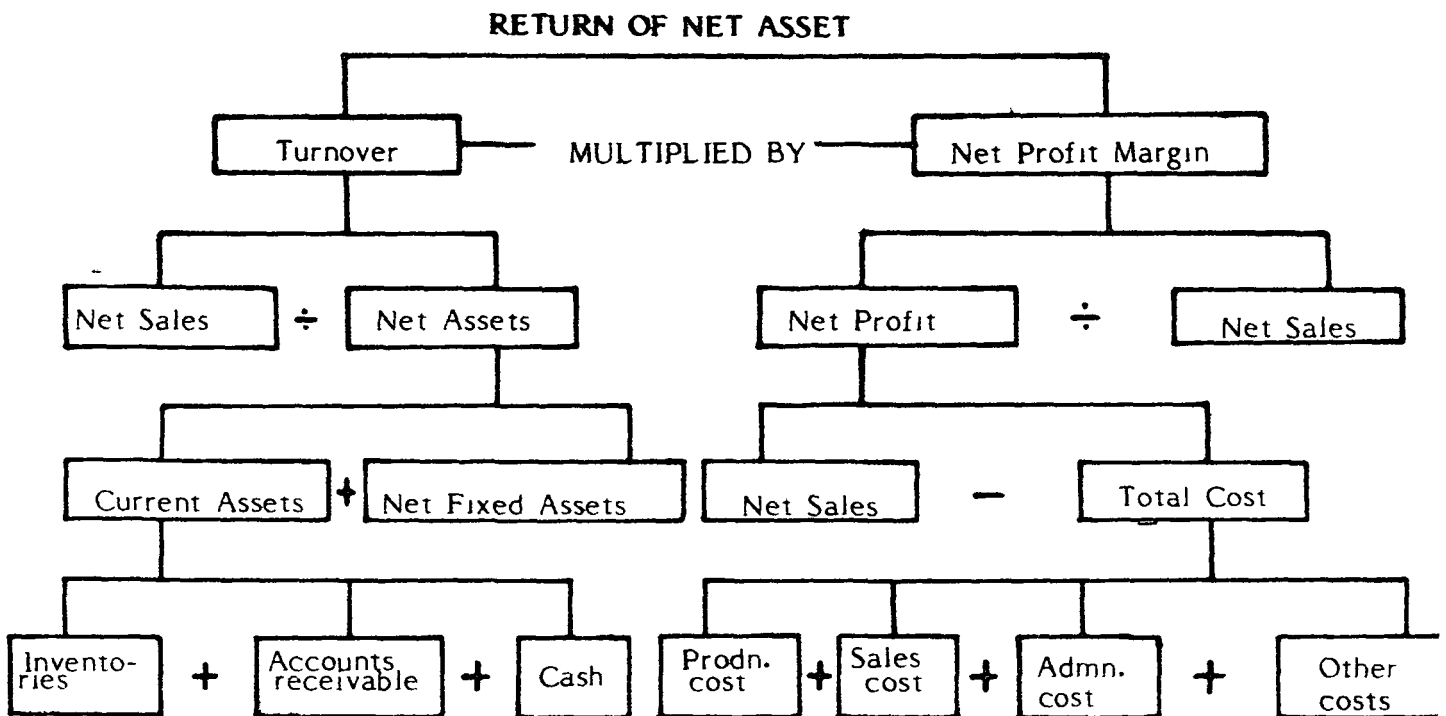 RETURN OF NET ASSET
Turnover
MULTIPLIED BY
Net Profit Margin
Net Sales
÷
Net Assets
Net Profit
÷
Net Sales
Current Assets
+
Net Fixed Assets
Net Sales
-
Total Cost
Invento-
ries
+
Accounts
receivable
+
Cash
Prodn.
cost
+
Sales
cost
+
Admn.
cost
+
Other
costs